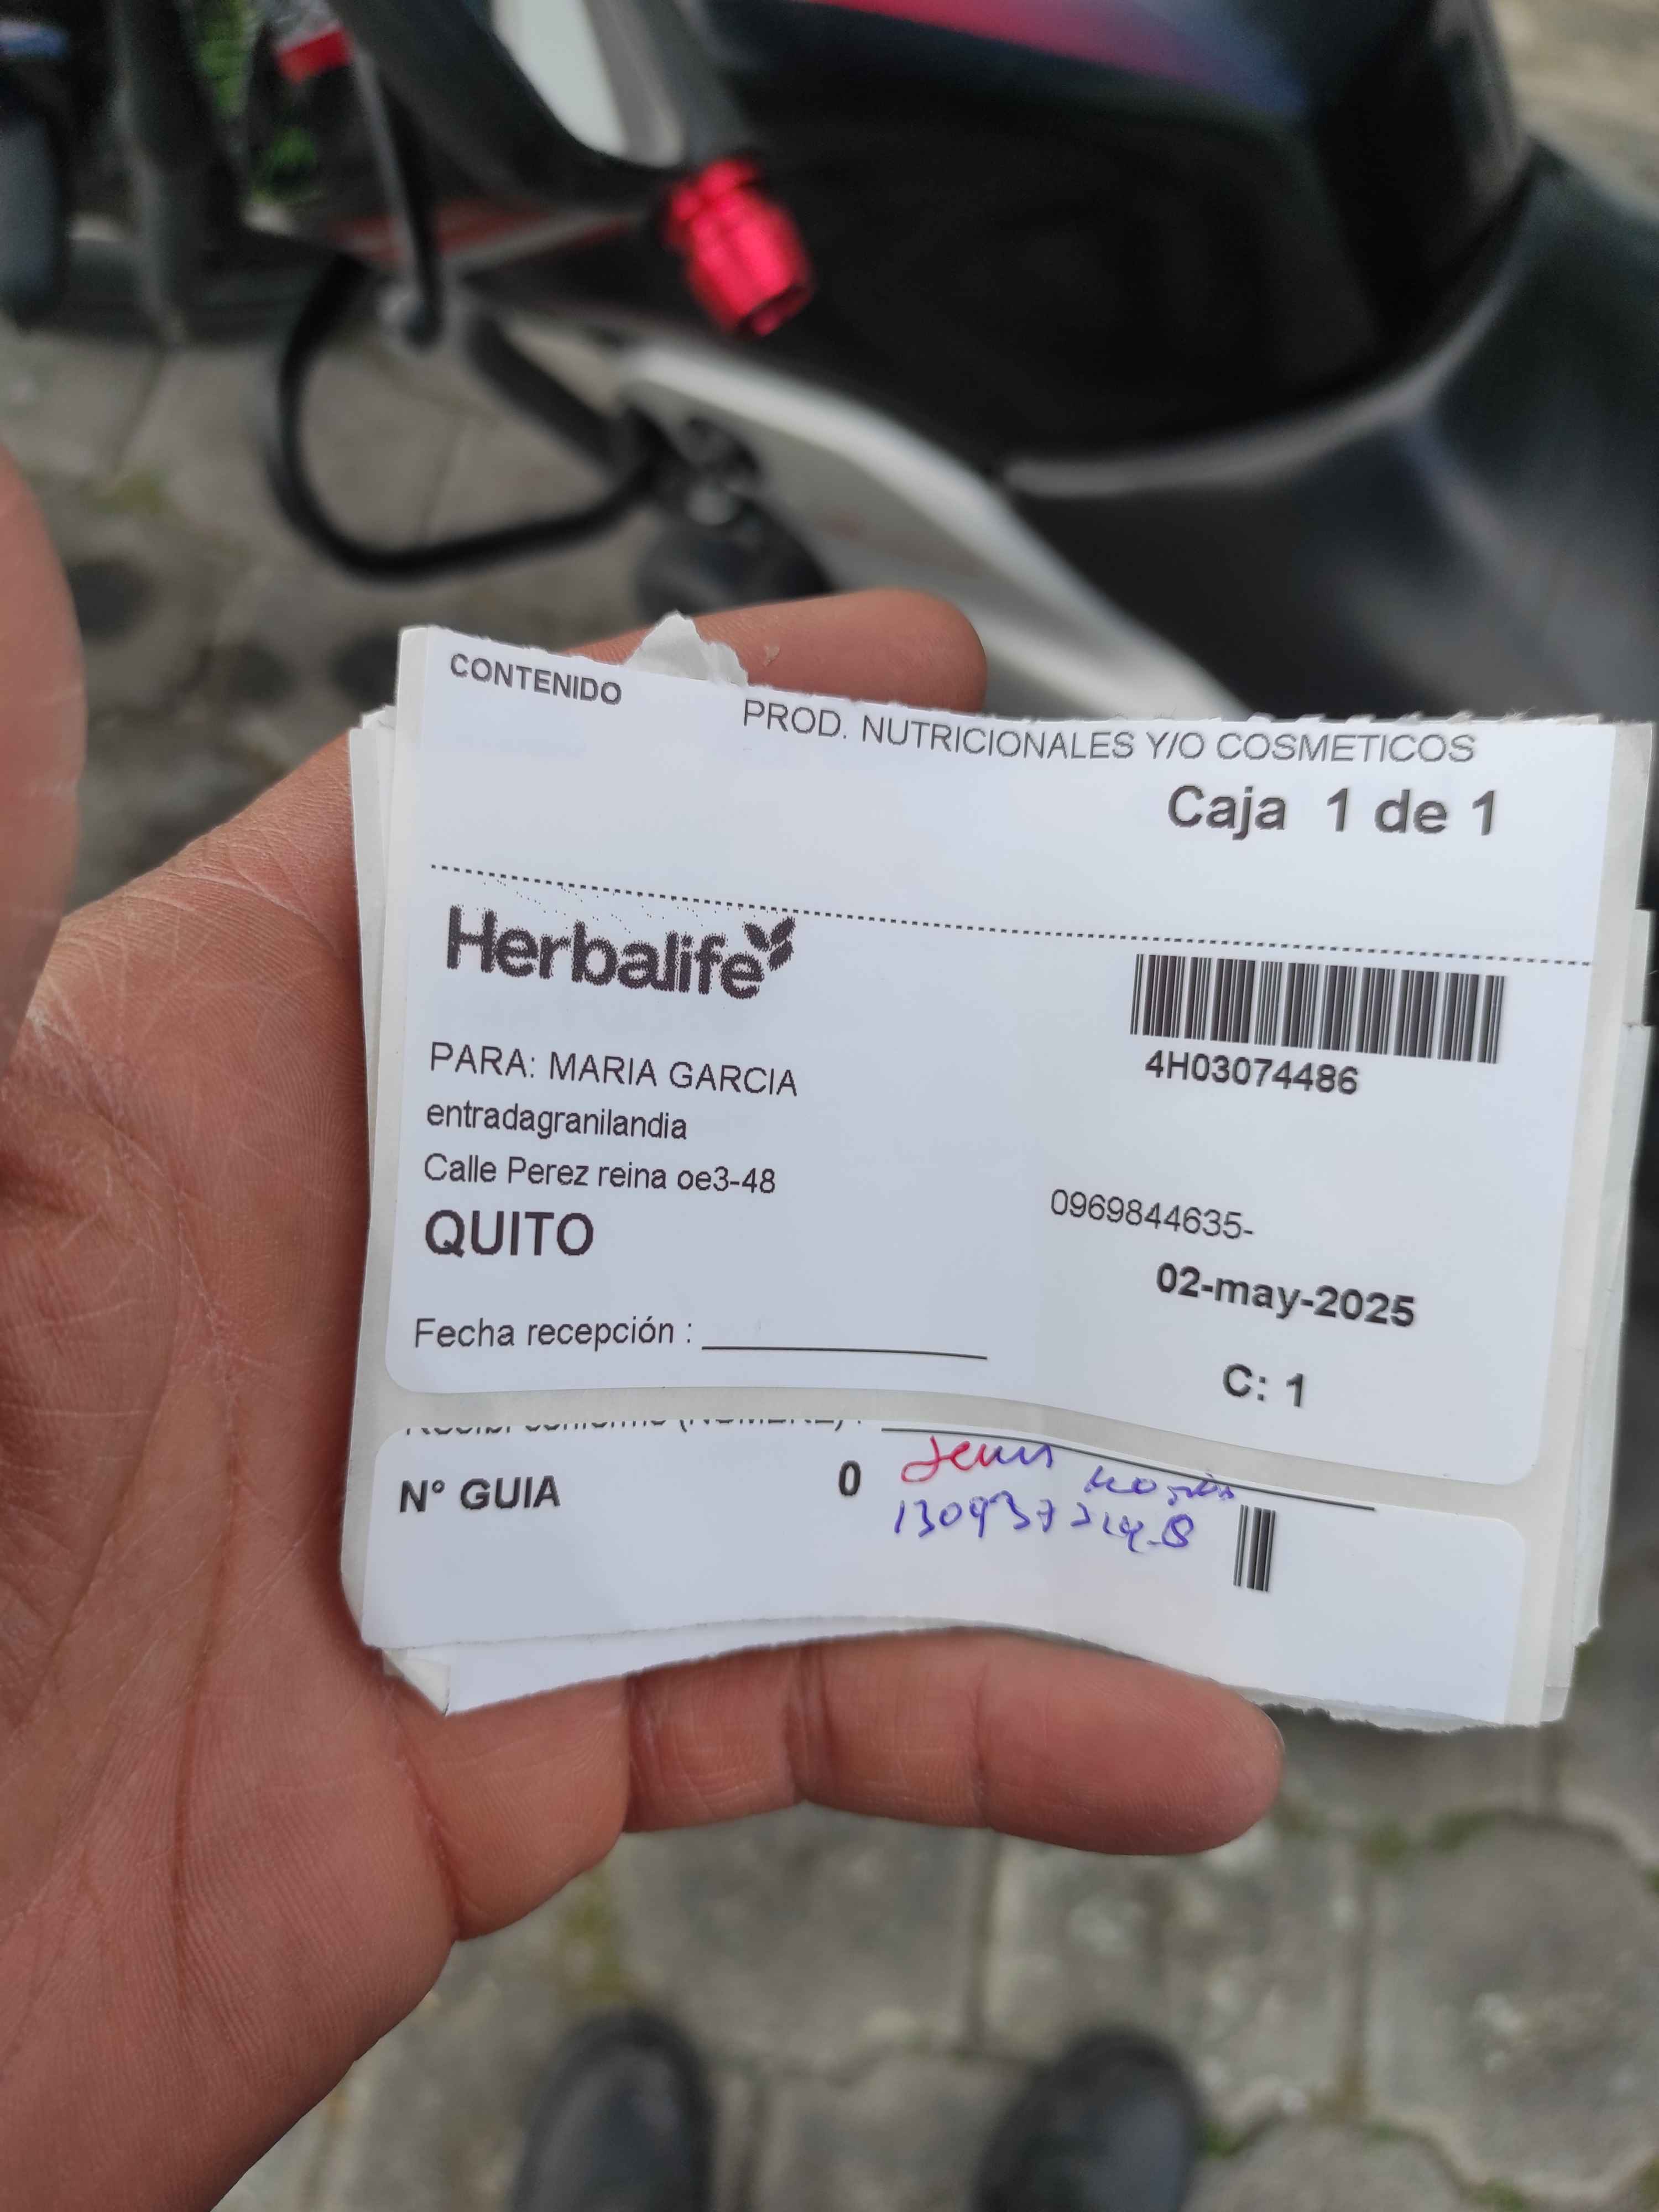 CONTENIDO
PROD. NUTRICIONALES Y/O COSMETICOS
Caja 1 de 1
Herbalife
4H03074486
PARA: MARIA GARCIA
entradagranilandia
Calle Perez reina oe3-48
0969844635-
QUITO
02-may-2025
Fecha recepción :
C: 1
N° GUIA 0